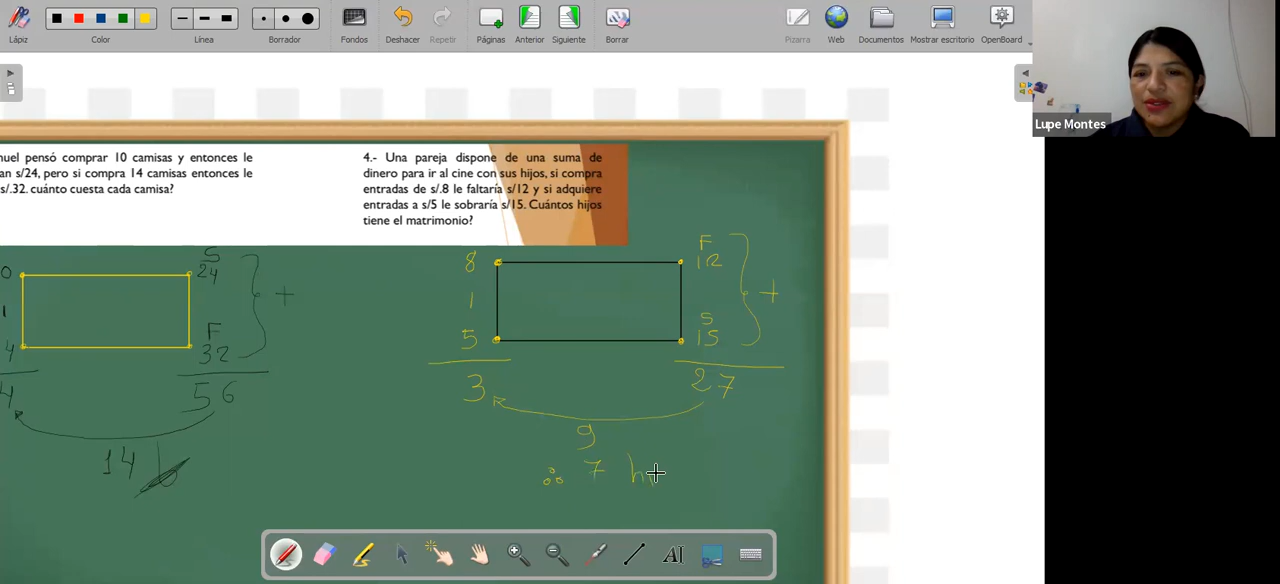 Lápiz
Color
Línea
Borrador
Fondos
Deshacer
Repetir
Páginas
Anterior
Siguiente
Borrar
Pizarra
Web
Documentos
Mostrar escritorio
OpenBoard
Lupe Montes
nuel pensó comprar 10 camisas y entonces le
an s/24, pero si compra 14 camisas entonces le
s/.32. cuánto cuesta cada camisa?
4.- Una pareja dispone de una suma de
dinero para ir al cine con sus hijos, si compra
entradas de s/.8 le faltaría s/12 y si adquiere
entradas a s/5 le sobraría s/15. Cuántos hijos
tiene el matrimonio?
S
0 24
+
F
4 32
4 56
14
F
8 12
+
S
5 15
3 27
9
∴ 7 h
AI